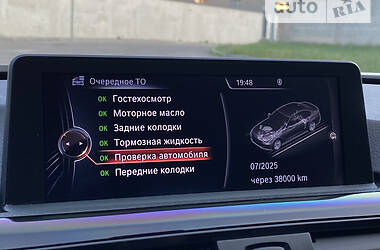 auto RIA
Очередное ТО
19:48
OK Гостехосмотр
OK Моторное масло
OK Задние колодки
OK Тормозная жидкость
OK Проверка автомобиля
OK Передние колодки
07/2025
через 38000 km